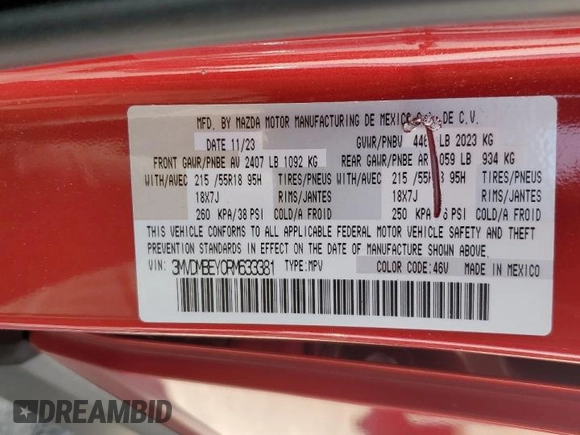 MFD. BY MAZDA MOTOR MANUFACTURING DE MEXICO DE C.V.
DATE 11/23 GVWR/PNBV LB 2023 KG
FRONT GAWR/PNBE AV 2407 LB 1092 KG REAR GAWR/PNBE AR 059 LB 934 KG
WITH/AVEC 215 /55R18 95H TIRES/PNEUS WITH/AVEC 215 95H TIRES/PNEUS
18X7J RIMS/JANTES 18X7J RIMS/JANTES
260 KPA/38 PSI COLD/A FROID 250 KPA PSI COLD/A FROID
THIS VEHICLE CONFORMS TO ALL APPLICABLE FEDERAL MOTOR VEHICLE SAFETY AND THEFT
PREVENTION STANDARDS IN EFFECT ON THE DATE OF MANUFACTURE SHOWN ABOVE.
VIN: 3MVDMBEY0RM633381 TYPE:MPV COLOR CODE:46V MADE IN MEXICO
DREAMBID